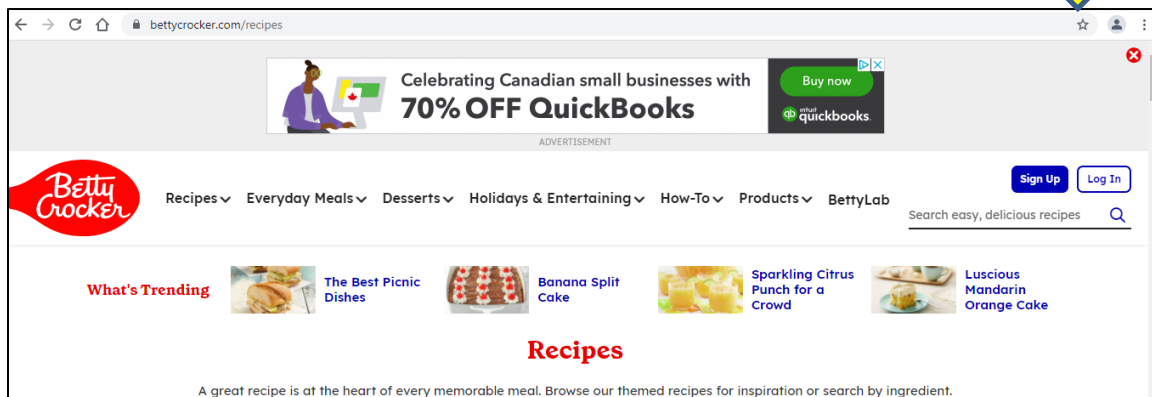 bettycrocker.com/recipes
Celebrating Canadian small businesses with
70% OFF QuickBooks
Buy now
intuit
quickbooks.
ADVERTISEMENT
Betty
Crocker
Recipes
Everyday Meals
Desserts
Holidays & Entertaining
How-To
Products
BettyLab
Sign Up
Log In
Search easy, delicious recipes
What's Trending
The Best Picnic
Dishes
Banana Split
Cake
Sparkling Citrus
Punch for a
Crowd
Luscious
Mandarin
Orange Cake
Recipes
A great recipe is at the heart of every memorable meal. Browse our themed recipes for inspiration or search by ingredient.